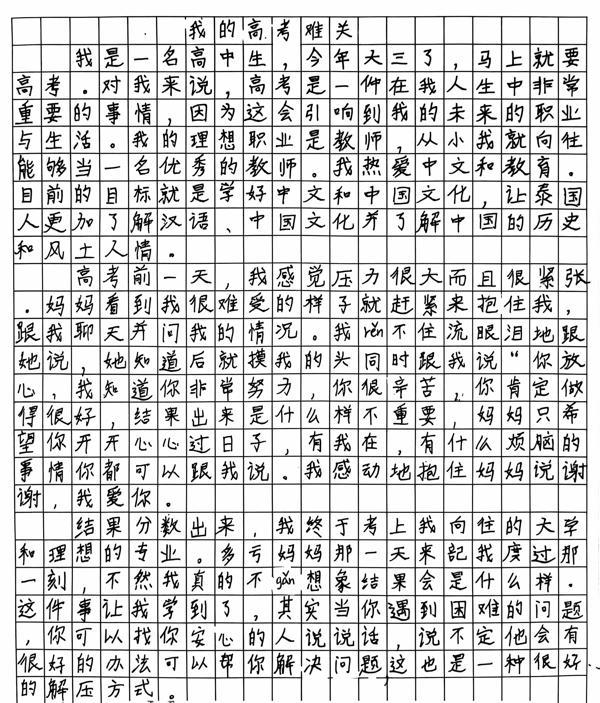 我的高考难关
我是一名高中生，今年大三了，马上就要
高考。对我来说，高考是一件在我人生中非常
重要的事情，因为这会引响到我的未来的职业
与生活。我的理想职业是教师，从小我就向往
能够当一名优秀的教师。我热爱中文和教育。
目前的目标就是学好中文和中国文化，让泰国
人更加了解汉语、中国文化并了解中国的历史
和风土人情。
高考前一天，我感觉压力很大而且很紧张
。妈妈看到我很难受的样子就赶紧来抱住我，
跟我聊天并问我的情况。我rěn不住流眼泪地跟
她说，她知道后就摸我的头同时跟我说“你放
心，我知道你非常努力，你很辛苦，你肯定做
得很好，结果出来是什么样不重要，妈妈只希
望你开开心心过日子，有我在，有什么烦脑的
事情你都可以跟我说。我感动地抱住妈妈说谢
谢，我爱你。
结果分数出来，我终于考上我向住的大学
和理想的专业。多亏妈妈那一天来記我度过那
一刻，不然我真的不gǎn想象结果会是什么样。
这件事让我学到了，其实当你遇到困难的问题
，你可以找你安心的人说说话，说不定他会有
很好的办法可以帮你解决问题这也是一种很好
的解压方式。